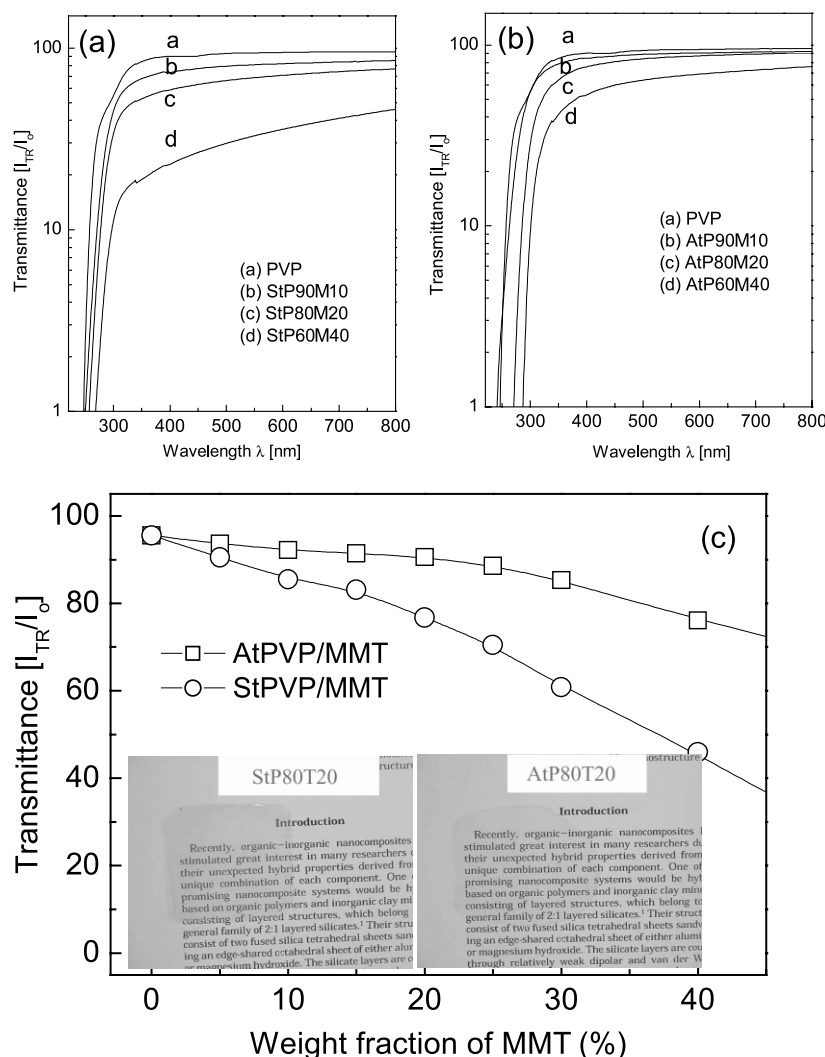 (a)
a
b
c
d
100
10
1
Transmittance [I_TR/I_o]
(a) PVP
(b) StP90M10
(c) StP80M20
(d) StP60M40
300 400 500 600 700 800
Wavelength λ [nm]
(b)
a
b
c
d
100
10
1
Transmittance [I_TR/I_o]
(a) PVP
(b) AtP90M10
(c) AtP80M20
(d) AtP60M40
300 400 500 600 700 800
Wavelength λ [nm]
(c)
100
80
60
40
20
0
Transmittance [I_TR/I_o]
AtPVP/MMT
StPVP/MMT
StP80T20
Introduction
Recently, organic−inorganic nanocomposites
stimulated great interest in many researchers
their unexpected hybrid properties derived from
unique combination of each component. One
promising nanocomposite systems would be
based on organic polymers and inorganic clay
consisting of layered structures, which belong
general family of 2:1 layered silicates.¹ Their
consist of two fused silica tetrahedral sheets
ing an edge-shared octahedral sheet of either
or magnesium hydroxide. The silicate layers are
AtP80T20
Introduction
Recently, organic−inorganic nanocomposites
stimulated great interest in many researchers
their unexpected hybrid properties derived from
unique combination of each component. One of
promising nanocomposite systems would be
based on organic polymers and inorganic clay
consisting of layered structures, which belong to
general family of 2:1 layered silicates.¹ Their
consist of two fused silica tetrahedral sheets
ing an edge-shared octahedral sheet of either
or magnesium hydroxide. The silicate layers are
through relatively weak dipolar and van der
0 10 20 30 40
Weight fraction of MMT (%)